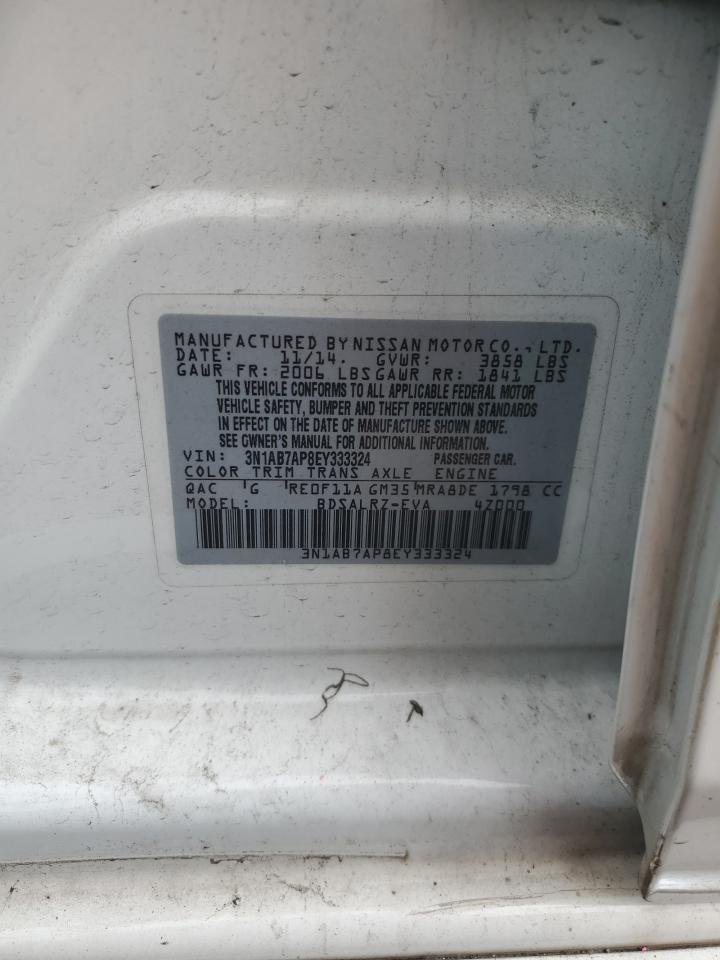 MANUFACTURED BY NISSAN MOTOR CO., LTD.
DATE: 11/14. GVWR: 3858 LBS
GAWR FR: 2006 LBS GAWR RR: 1841 LBS
THIS VEHICLE CONFORMS TO ALL APPLICABLE FEDERAL MOTOR
VEHICLE SAFETY, BUMPER AND THEFT PREVENTION STANDARDS
IN EFFECT ON THE DATE OF MANUFACTURE SHOWN ABOVE.
SEE OWNER'S MANUAL FOR ADDITIONAL INFORMATION.
VIN: 3N1AB7AP8EY333324 PASSENGER CAR.
COLOR TRIM TRANS AXLE ENGINE
QAC G RE0F11A GM35 MRA8DE 1798 CC
MODEL: BDSALRZ-EVA 4Z000
3N1AB7AP8EY333324